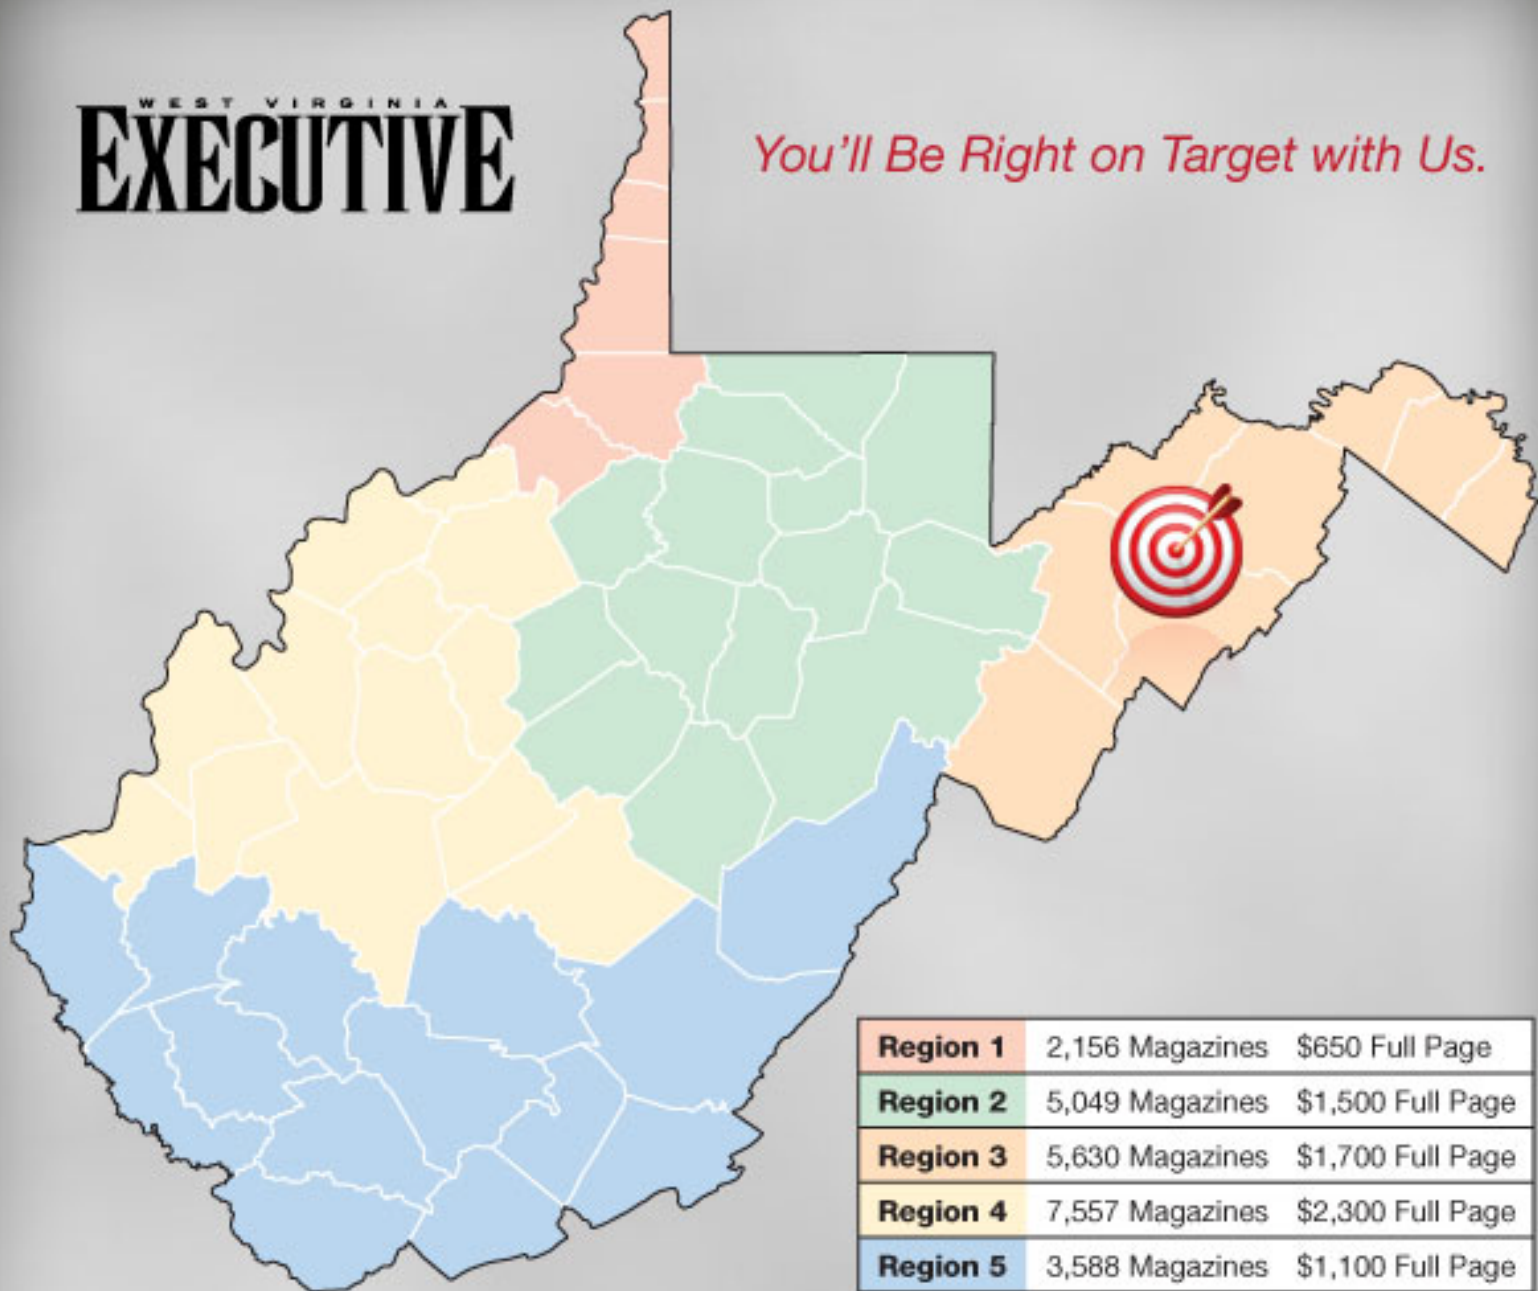 WEST VIRGINIA
EXECUTIVE
You'll Be Right on Target with Us.
Region 1 2,156 Magazines $650 Full Page
Region 2 5,049 Magazines $1,500 Full Page
Region 3 5,630 Magazines $1,700 Full Page
Region 4 7,557 Magazines $2,300 Full Page
Region 5 3,588 Magazines $1,100 Full Page